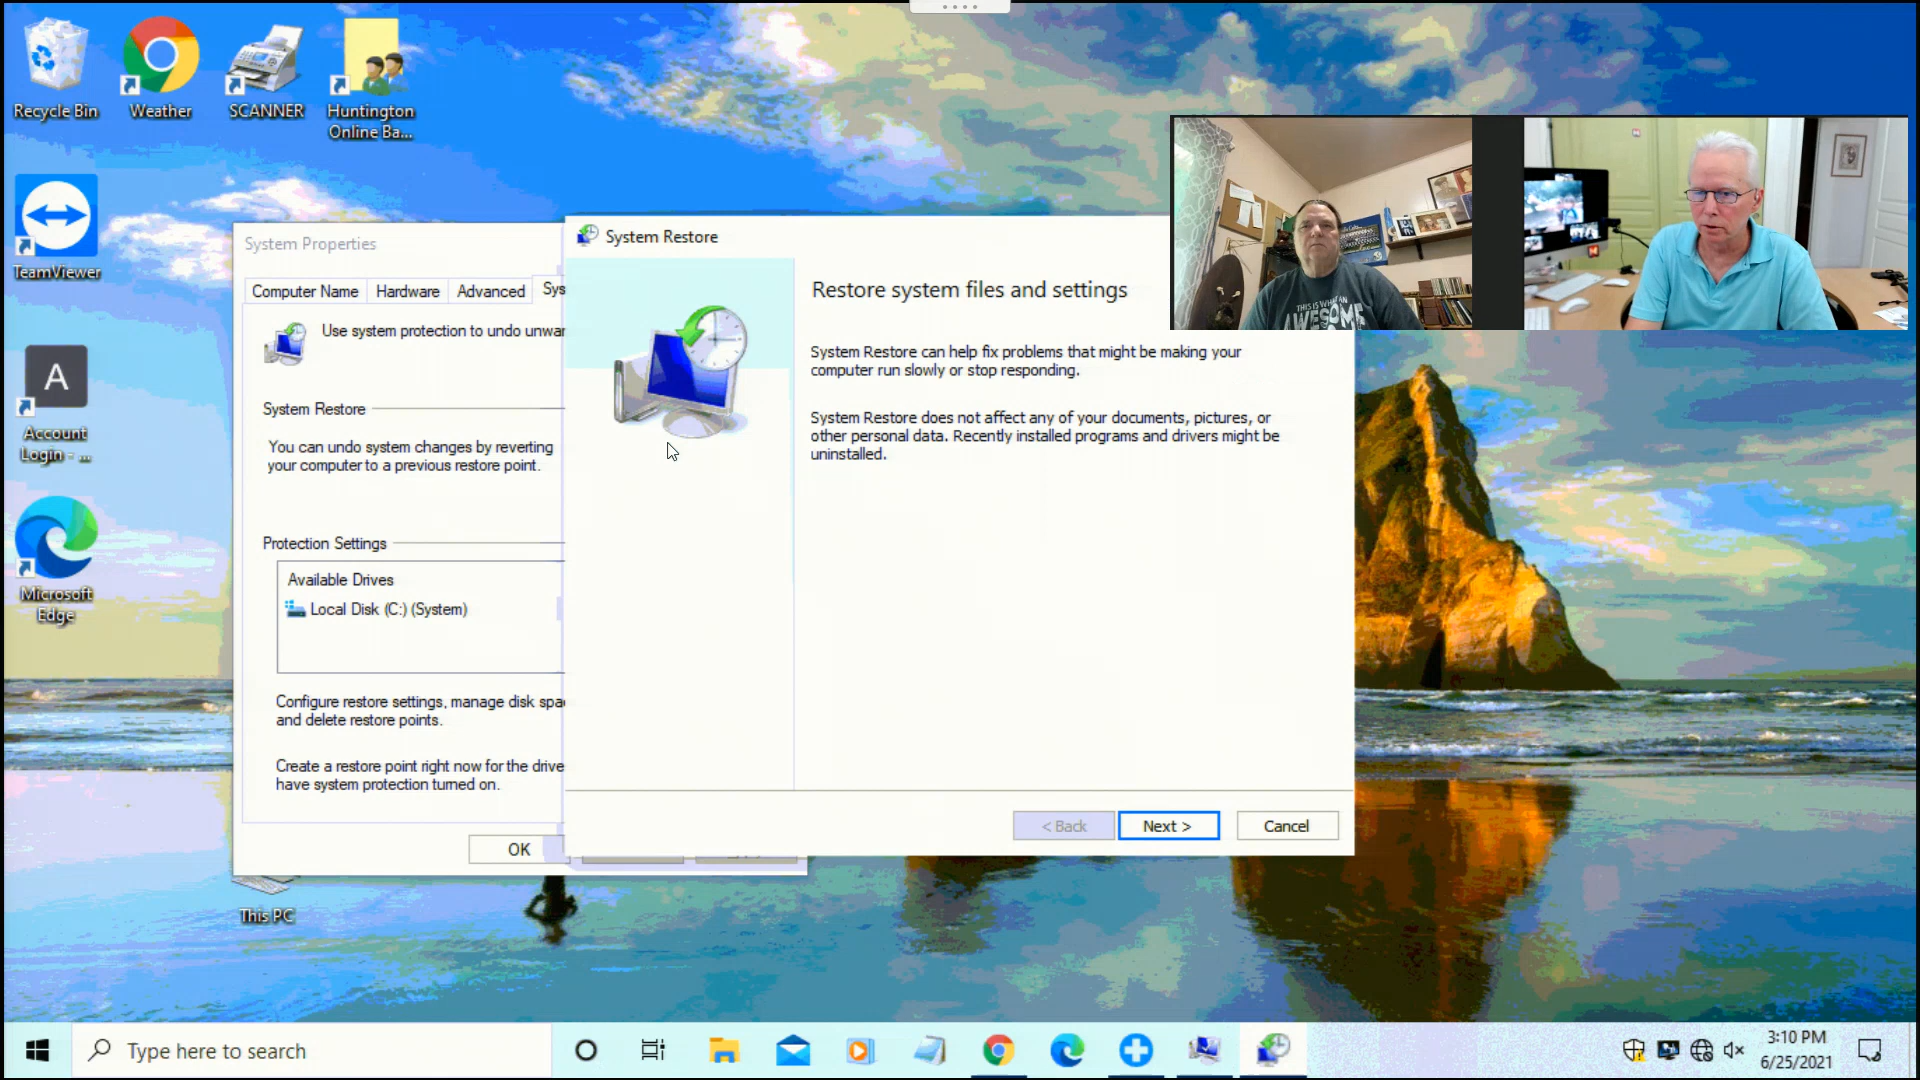 Recycle Bin
Weather
SCANNER
Huntington
Online Ba...
TeamViewer
A
Account
Login - ...
Microsoft
Edge
This PC
System Properties
Computer Name
Hardware
Advanced
Sys
Use system protection to undo unwar
System Restore
You can undo system changes by reverting
your computer to a previous restore point.
Protection Settings
Available Drives
Local Disk (C:) (System)
Configure restore settings, manage disk spa
and delete restore points.
Create a restore point right now for the drive
have system protection turned on.
OK
System Restore
Restore system files and settings
System Restore can help fix problems that might be making your
computer run slowly or stop responding.
System Restore does not affect any of your documents, pictures, or
other personal data. Recently installed programs and drivers might be
uninstalled.
< Back
Next >
Cancel
THIS IS WHAT AN
AWESOME
Type here to search
3:10 PM
6/25/2021